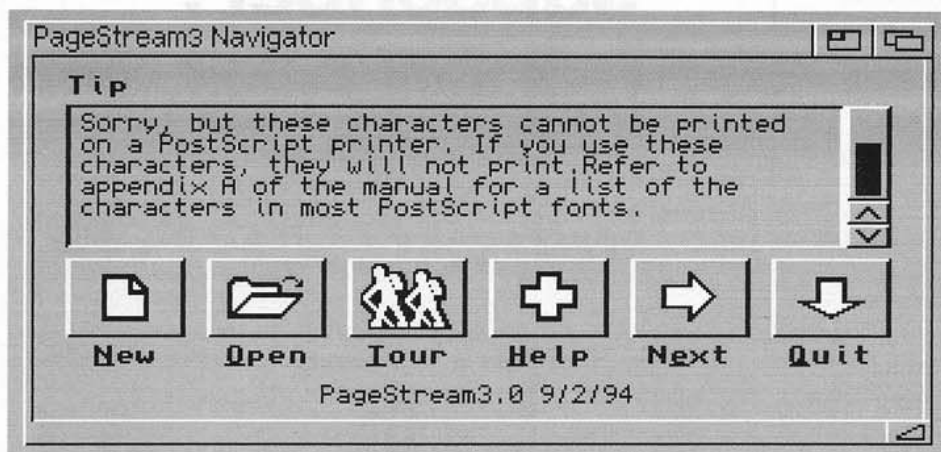 PageStream3 Navigator
Tip
Sorry, but these characters cannot be printed
on a PostScript printer. If you use these
characters, they will not print.Refer to
appendix A of the manual for a list of the
characters in most PostScript fonts.
New Open Tour Help Next Quit
PageStream3.0 9/2/94